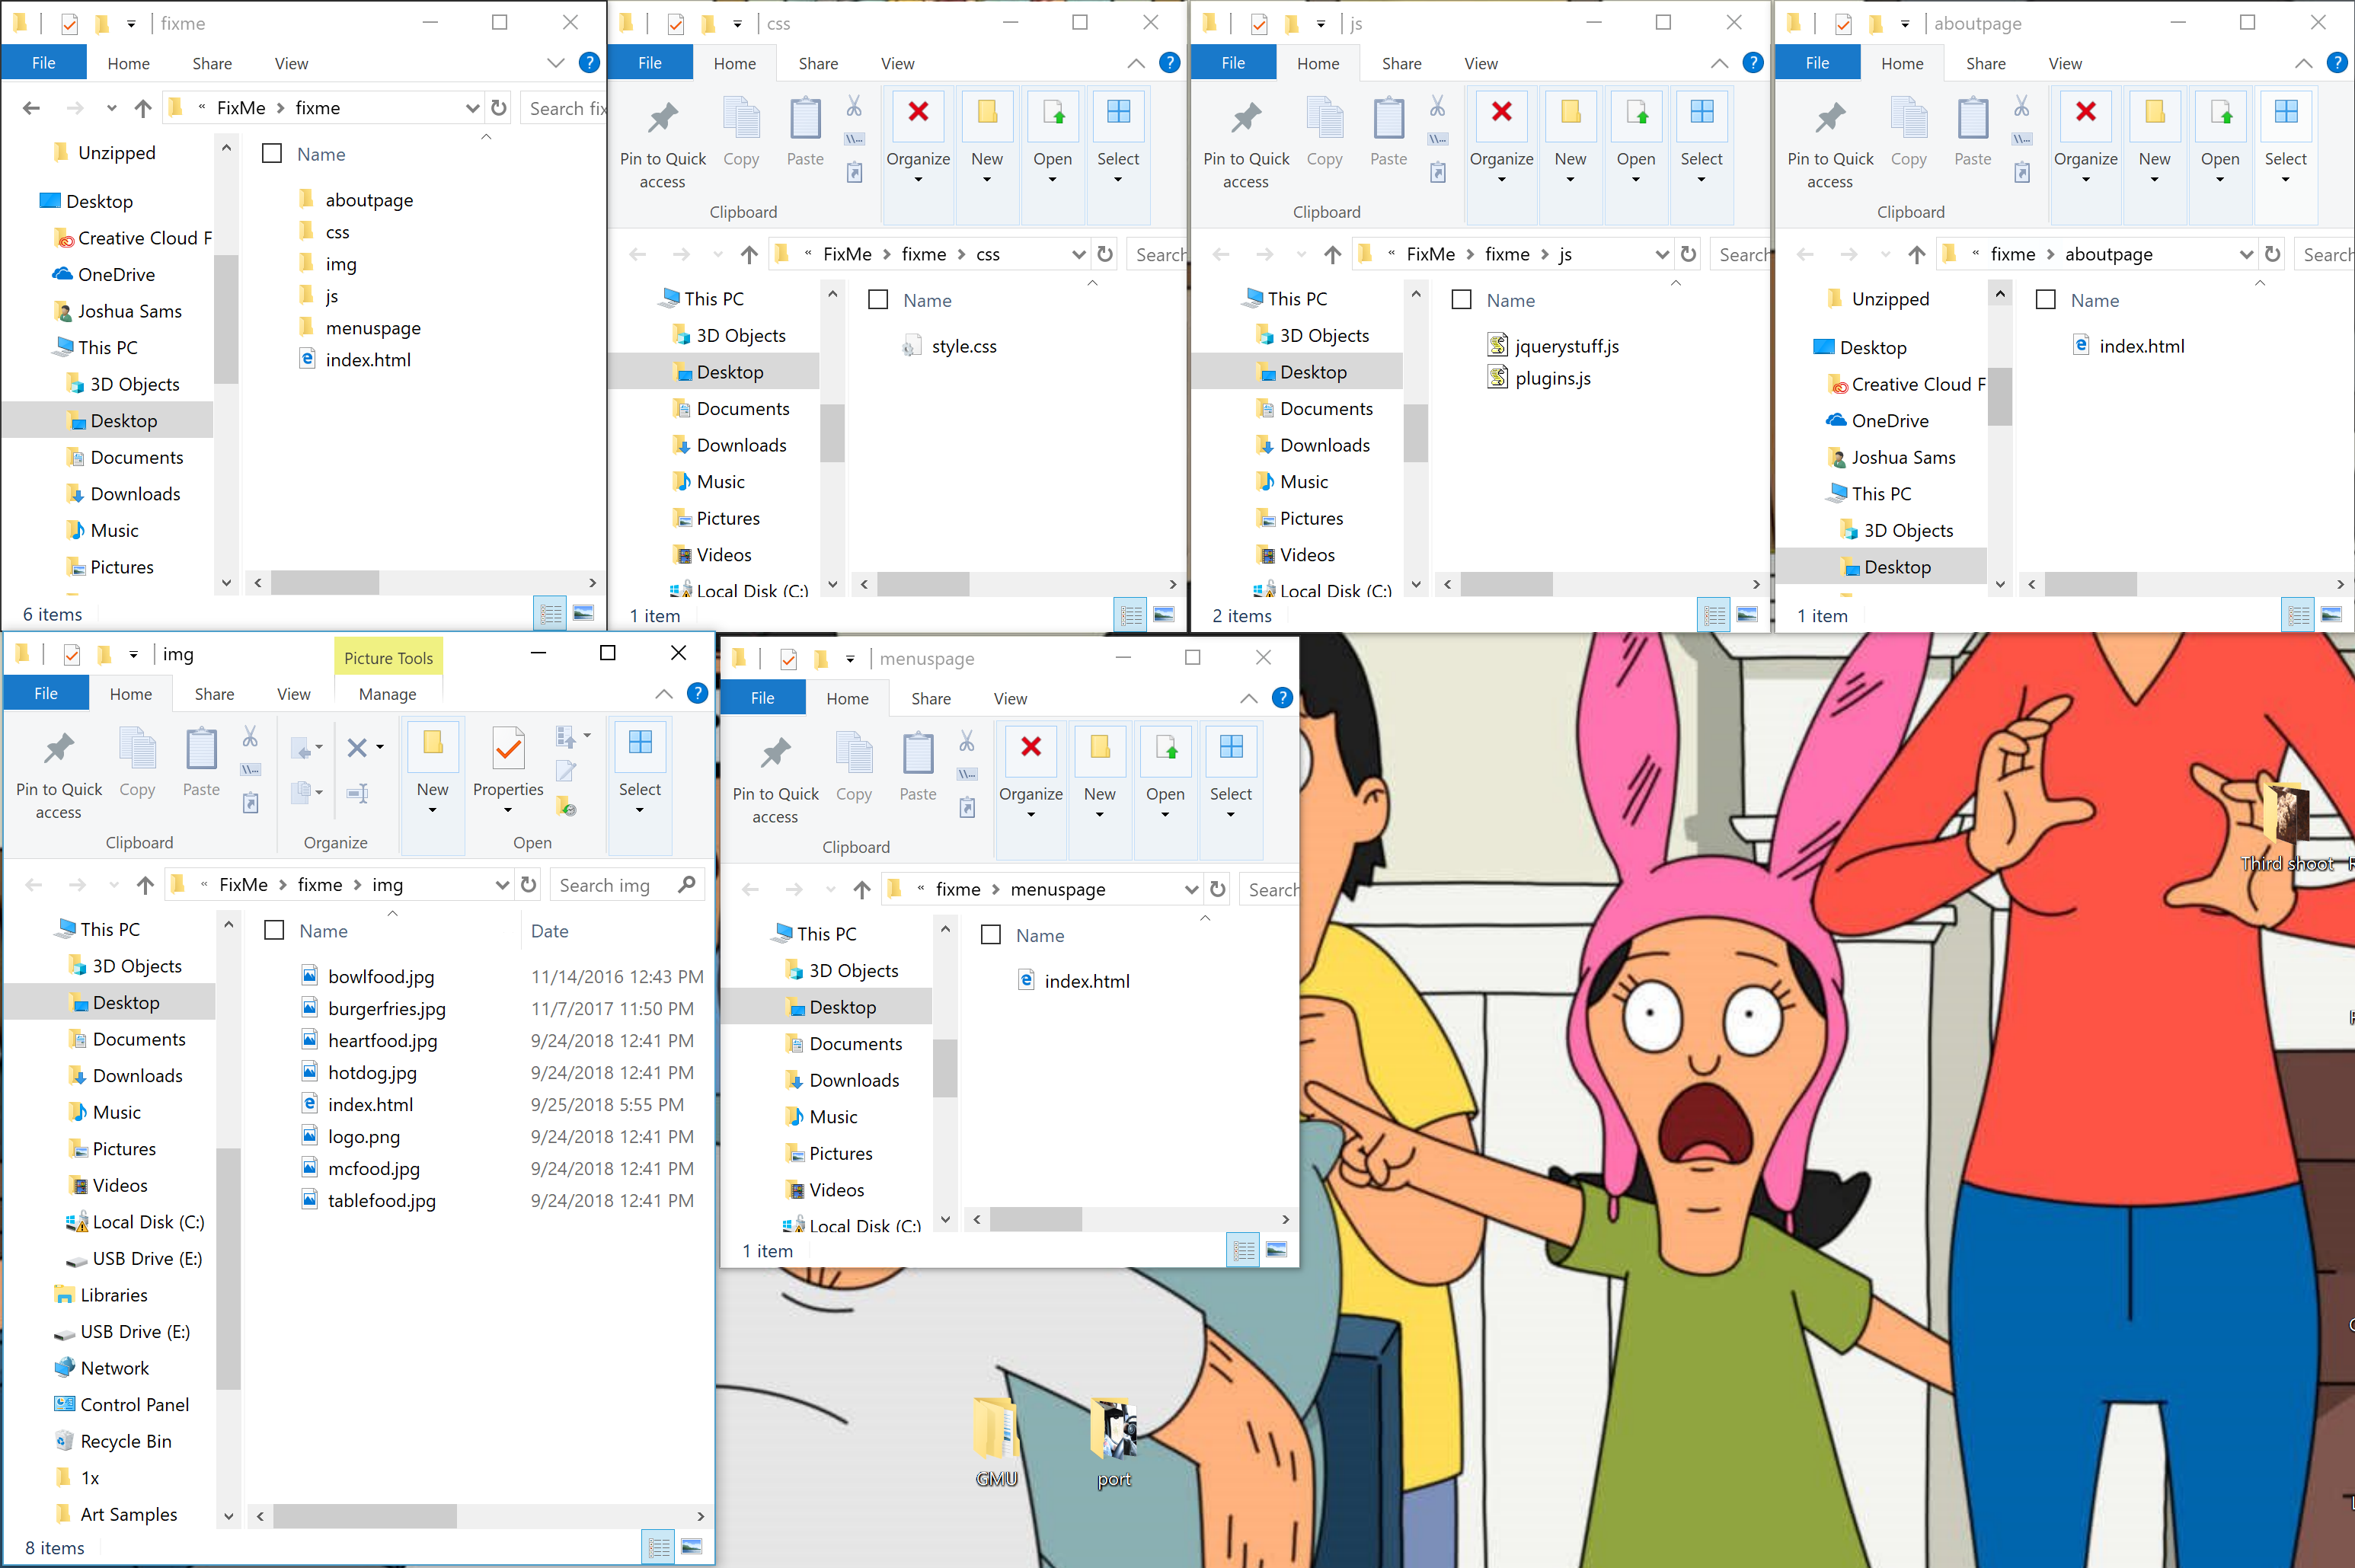 fixme
File Home Share View
« FixMe > fixme
Search fix
Unzipped
Desktop
Creative Cloud F
OneDrive
Joshua Sams
This PC
3D Objects
Desktop
Documents
Downloads
Music
Pictures
Name
aboutpage
css
img
js
menuspage
index.html
6 items
css
File Home Share View
Pin to Quick access
Copy
Paste
Clipboard
Organize
New
Open
Select
« FixMe > fixme > css
Search
This PC
3D Objects
Desktop
Documents
Downloads
Music
Pictures
Videos
Local Disk (C:)
Name
style.css
1 item
js
File Home Share View
Pin to Quick access
Copy
Paste
Clipboard
Organize
New
Open
Select
« FixMe > fixme > js
Search
This PC
3D Objects
Desktop
Documents
Downloads
Music
Pictures
Videos
Local Disk (C:)
Name
jquerystuff.js
plugins.js
2 items
aboutpage
File Home Share View
Pin to Quick access
Copy
Paste
Clipboard
Organize
New
Open
Select
« fixme > aboutpage
Search
Unzipped
Desktop
Creative Cloud F
OneDrive
Joshua Sams
This PC
3D Objects
Desktop
Name
index.html
1 item
img
Picture Tools
File Home Share View Manage
Pin to Quick access
Copy
Paste
Clipboard
Organize
New
Properties
Open
Select
« FixMe > fixme > img
Search img
This PC
3D Objects
Desktop
Documents
Downloads
Music
Pictures
Videos
Local Disk (C:)
USB Drive (E:)
Libraries
USB Drive (E:)
Network
Control Panel
Recycle Bin
1x
Art Samples
Name Date
bowlfood.jpg 11/14/2016 12:43 PM
burgerfries.jpg 11/7/2017 11:50 PM
heartfood.jpg 9/24/2018 12:41 PM
hotdog.jpg 9/24/2018 12:41 PM
index.html 9/25/2018 5:55 PM
logo.png 9/24/2018 12:41 PM
mcfood.jpg 9/24/2018 12:41 PM
tablefood.jpg 9/24/2018 12:41 PM
8 items
menuspage
File Home Share View
Pin to Quick access
Copy
Paste
Clipboard
Organize
New
Open
Select
« fixme > menuspage
Search
This PC
3D Objects
Desktop
Documents
Downloads
Music
Pictures
Videos
Local Disk (C:)
Name
index.html
1 item
Third shoot
GMU
port